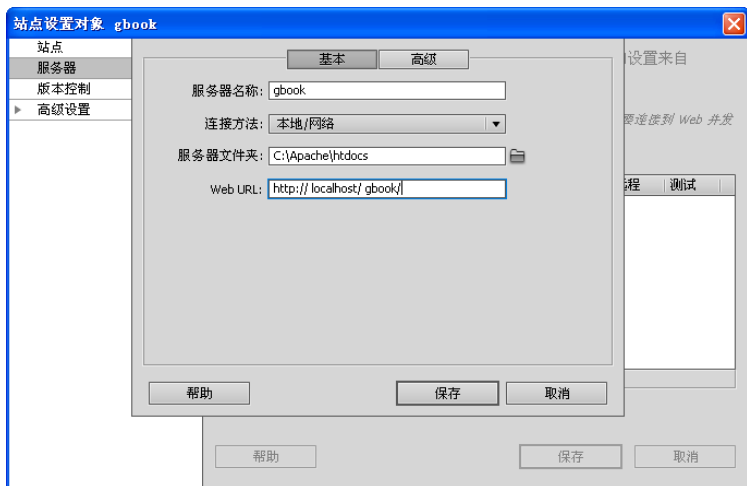 站点设置对象 gbook
站点
服务器
版本控制
高级设置
基本 高级
服务器名称: gbook
连接方法: 本地/网络
服务器文件夹: C:\Apache\htdocs
Web URL: http:// localhost/ gbook/
帮助 保存 取消
设置来自
要连接到 Web 并发
程 测试
帮助 保存 取消